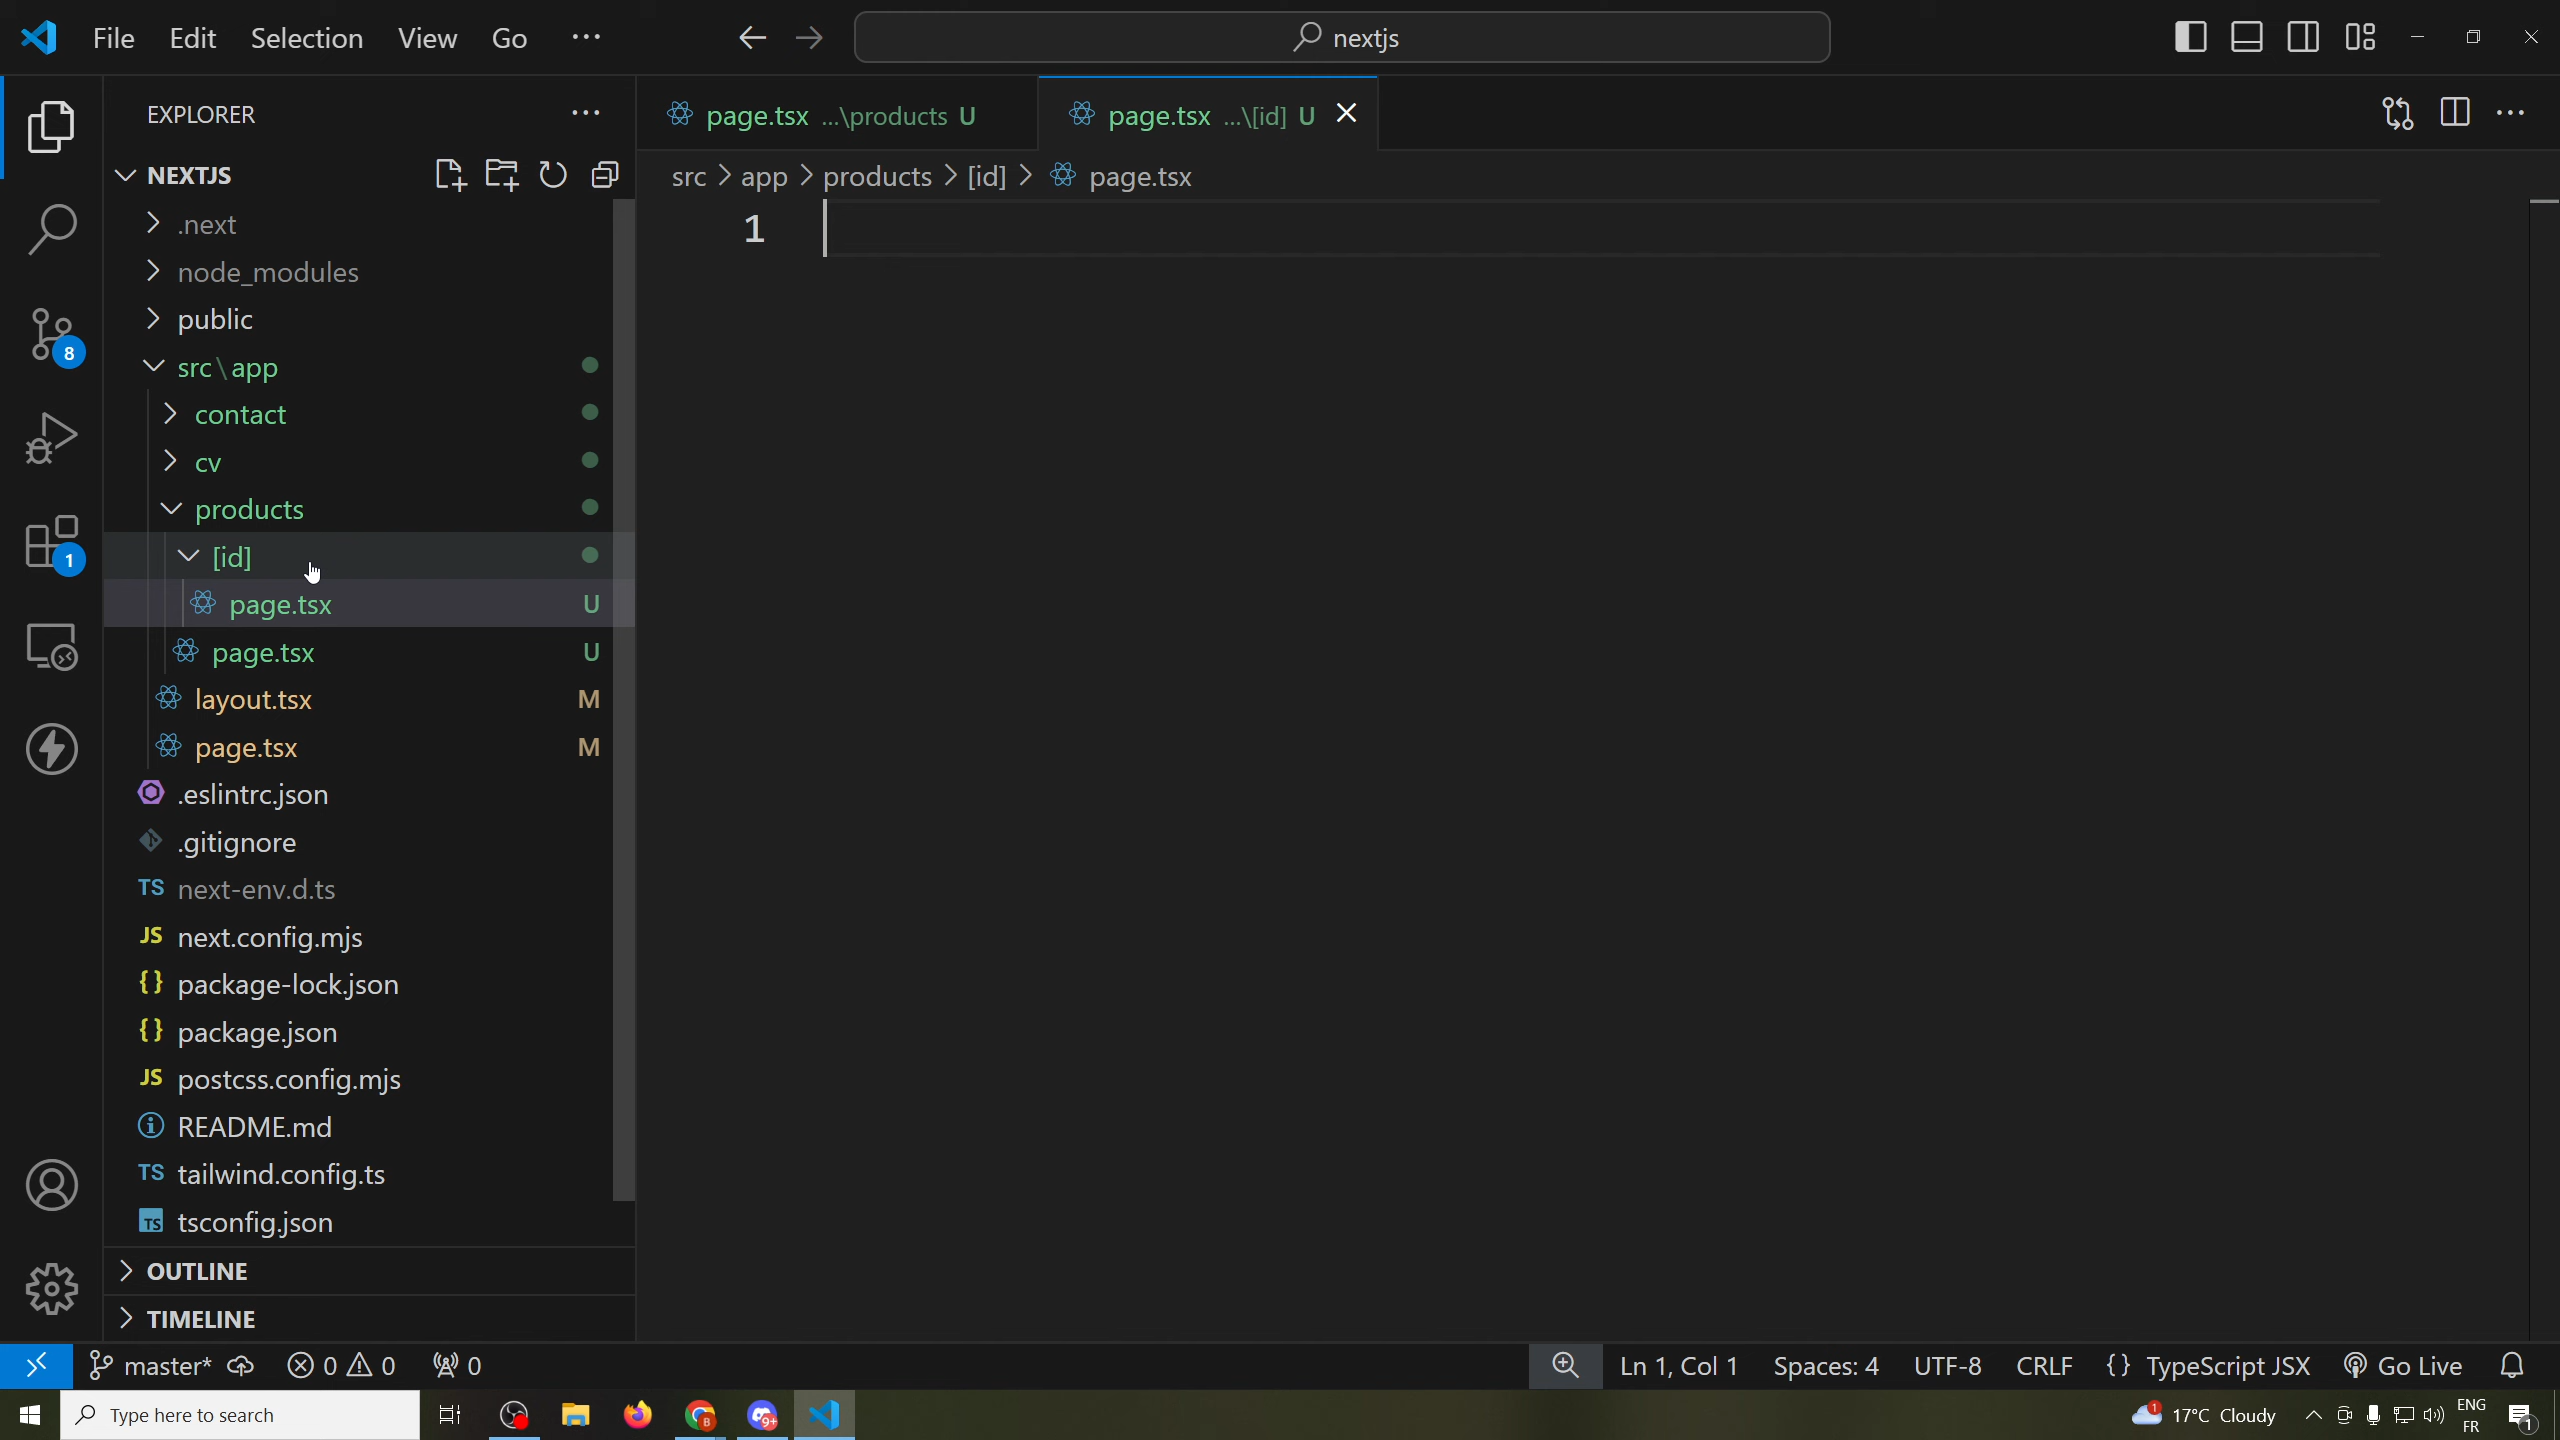 File Edit Selection View Go ··· nextjs
EXPLORER ···
page.tsx ...\products U
page.tsx ...\[id] U
NEXTJS
src > app > products > [id] > page.tsx
1
.next
node_modules
public
src\app
contact
cv
products
[id]
page.tsx U
page.tsx U
layout.tsx M
page.tsx M
.eslintrc.json
.gitignore
TS next-env.d.ts
JS next.config.mjs
{} package-lock.json
{} package.json
JS postcss.config.mjs
README.md
TS tailwind.config.ts
TS tsconfig.json
OUTLINE
TIMELINE
8
1
master* 0 0 0
Ln 1, Col 1 Spaces: 4 UTF-8 CRLF {} TypeScript JSX Go Live
Type here to search
B
9+
1
17°C Cloudy
ENG
FR
1